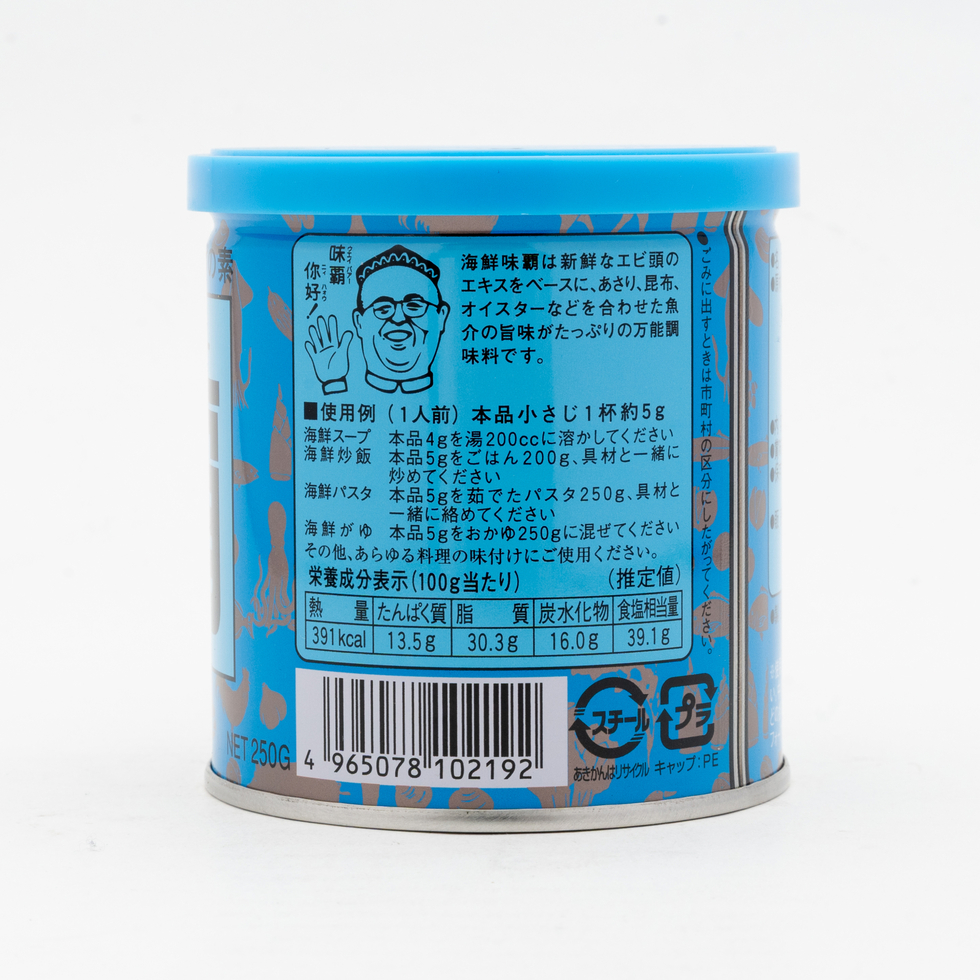 の素
味覇
ウェイパァー
你好!
ニイハオ
海鮮味覇は新鮮なエビ頭の
エキスをベースに、あさり、昆布、
オイスターなどを合わせた魚
介の旨味がたっぷりの万能調
味料です。
■使用例(1人前)本品小さじ1杯約5g
海鮮スープ 本品4gを湯200ccに溶かしてください
海鮮炒飯 本品5gをごはん200g、具材と一緒に
炒めてください
海鮮パスタ 本品5gを茹でたパスタ250g、具材と
一緒に絡めてください
海鮮がゆ 本品5gをおかゆ250gに混ぜてください
その他、あらゆる料理の味付けにご使用ください。
栄養成分表示(100g当たり) (推定値)
熱量 たんぱく質 脂質 炭水化物 食塩相当量
391kcal 13.5g 30.3g 16.0g 39.1g
●ごみに出すときは市町村の区分にしたがってください。
NET 250G
4 965078 102192
スチール
あきかんはリサイクル
プラ
キャップ:PE